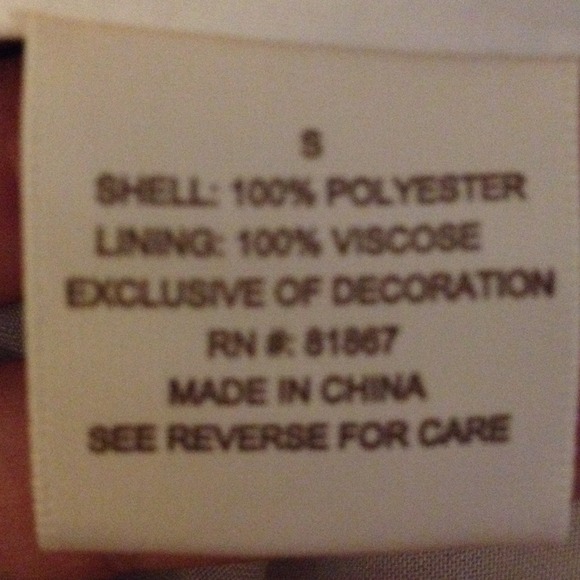 S
SHELL: 100% POLYESTER
LINING: 100% VISCOSE
EXCLUSIVE OF DECORATION
RN #: 81867
MADE IN CHINA
SEE REVERSE FOR CARE